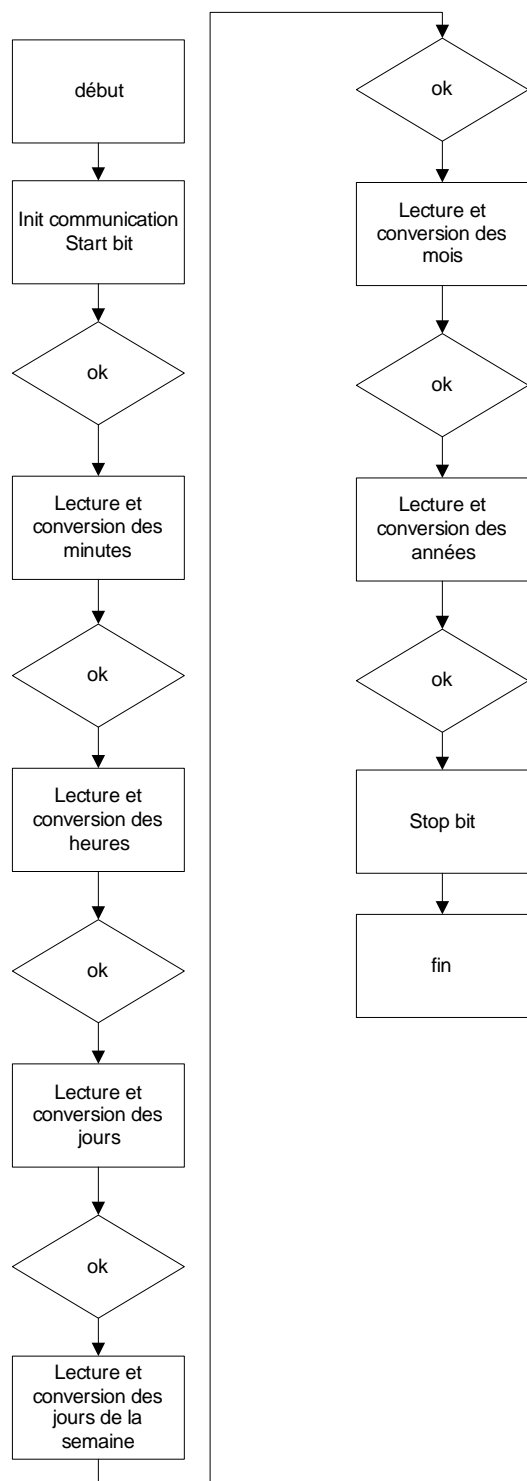 début
Init communication
Start bit
ok
Lecture et
conversion des
minutes
ok
Lecture et
conversion des
heures
ok
Lecture et
conversion des
jours
ok
Lecture et
conversion des
jours de la
semaine
ok
Lecture et
conversion des
mois
ok
Lecture et
conversion des
années
ok
Stop bit
fin